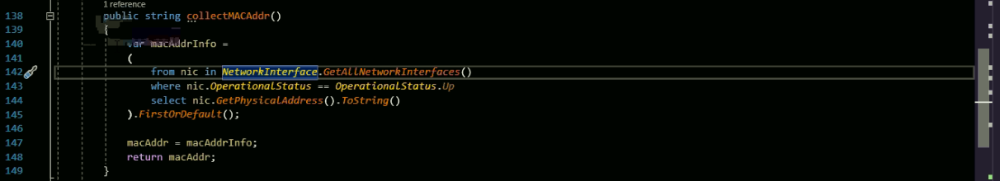 1 reference
138 public string collectMACAddr()
139 {
140 var macAddrInfo =
141 (
142 from nic in NetworkInterface.GetAllNetworkInterfaces()
143 where nic.OperationalStatus == OperationalStatus.Up
144 select nic.GetPhysicalAddress().ToString()
145 ).FirstOrDefault();
146
147 macAddr = macAddrInfo;
148 return macAddr;
149 }